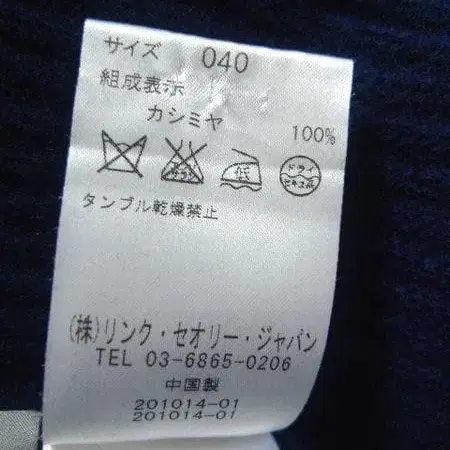 サイズ 040
組成表示
カシミヤ 100%
低
ドライ
セキユ系
タンブル乾燥禁止
(株)リンク・セオリー・ジャパン
TEL 03-6865-0206
中国製
201014-01
201014-01